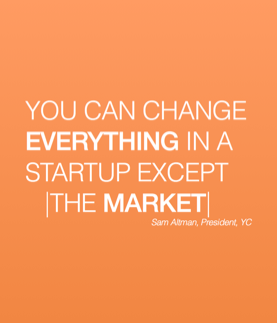 YOU CAN CHANGE
EVERYTHING IN A
STARTUP EXCEPT
|THE MARKET|
Sam Altman, President, YC